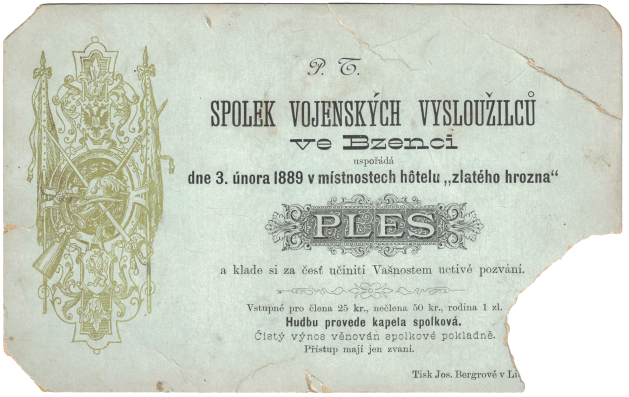 P. T.
SPOLEK VOJENSKÝCH VYSLOUŽILCŮ
ve Bzenci
uspořádá
dne 3. února 1889 v místnostech hôtelu „zlatého hrozna“
PLES
a klade si za česť učiniti Vašnostem uctivé pozvání.
Vstupné pro člena 25 kr., nečlena 50 kr., rodina 1 zl.
Hudbu provede kapela spolková.
Čistý výnos věnován spolkové pokladně.
Přístup mají jen zvaní.
Tisk Jos. Bergrové v